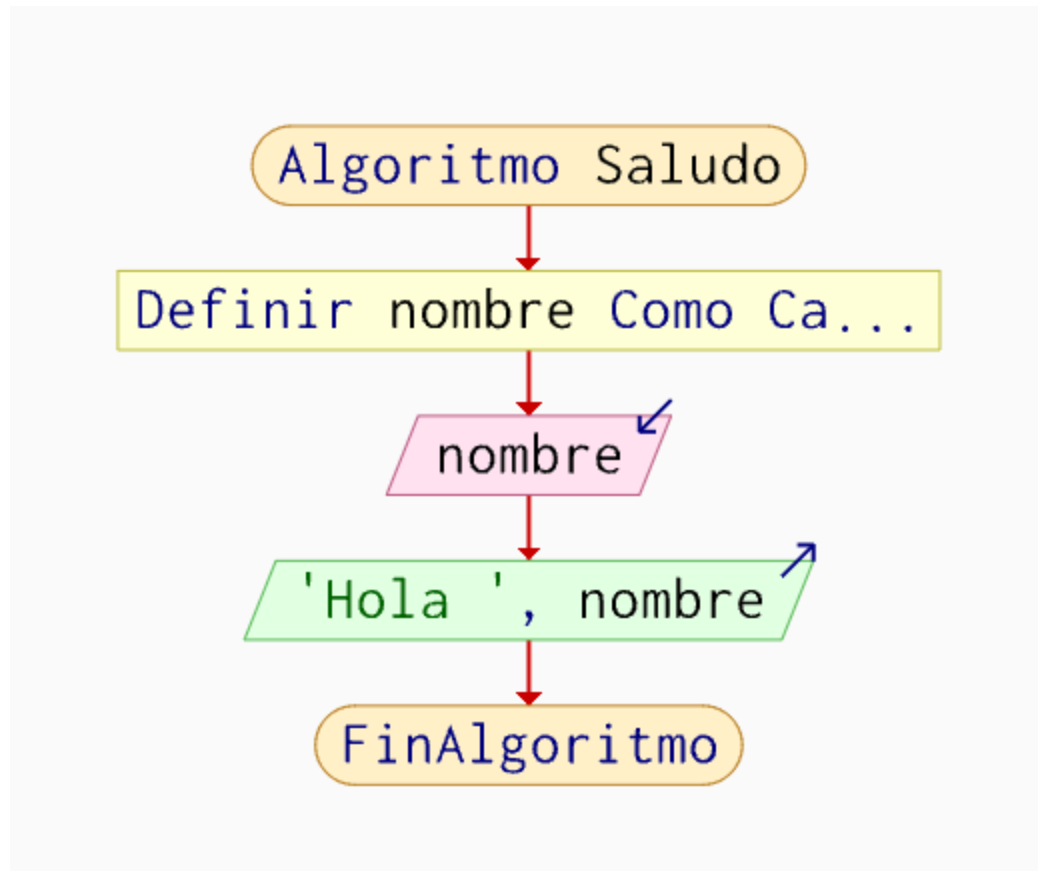 Algoritmo Saludo
Definir nombre Como Ca...
nombre
'Hola ', nombre
FinAlgoritmo